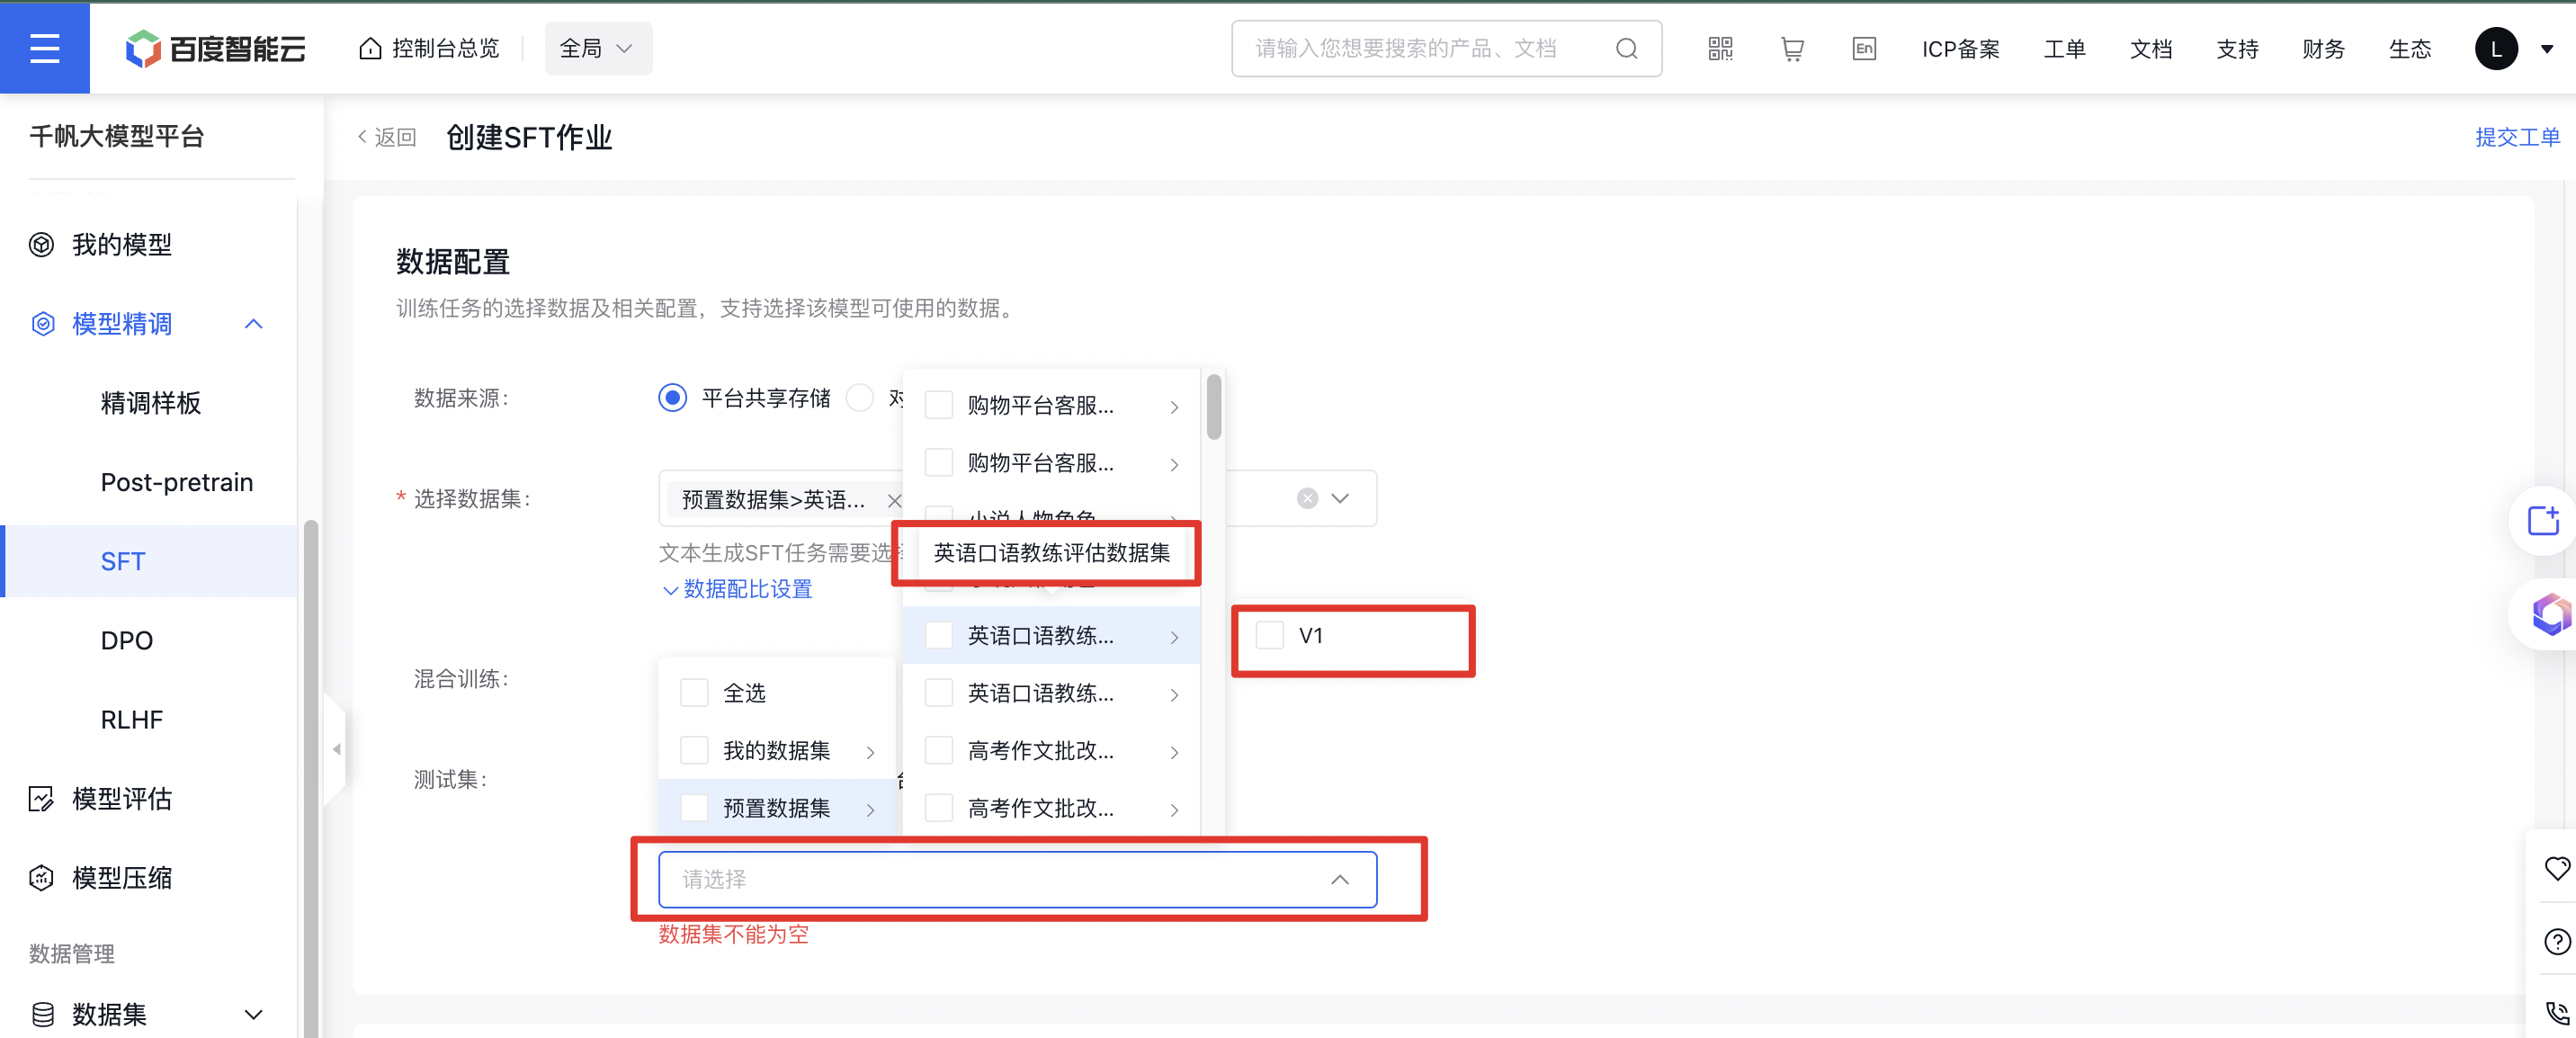 百度智能云 控制台总览 全局 请输入您想要搜索的产品、文档 En ICP备案 工单 文档 支持 财务 生态 L
千帆大模型平台
返回 创建SFT作业 提交工单
我的模型
模型精调
精调样板
Post-pretrain
SFT
DPO
RLHF
模型评估
模型压缩
数据管理
数据集
数据配置
训练任务的选择数据及相关配置，支持选择该模型可使用的数据。
数据来源： 平台共享存储 对
* 选择数据集： 预置数据集>英语...
文本生成SFT任务需要选
数据配比设置
混合训练：
测试集：
全选
我的数据集
预置数据集
购物平台客服...
购物平台客服...
小说人物角色
英语口语教练评估数据集
英语口语教练...
英语口语教练...
高考作文批改...
高考作文批改...
V1
请选择
数据集不能为空